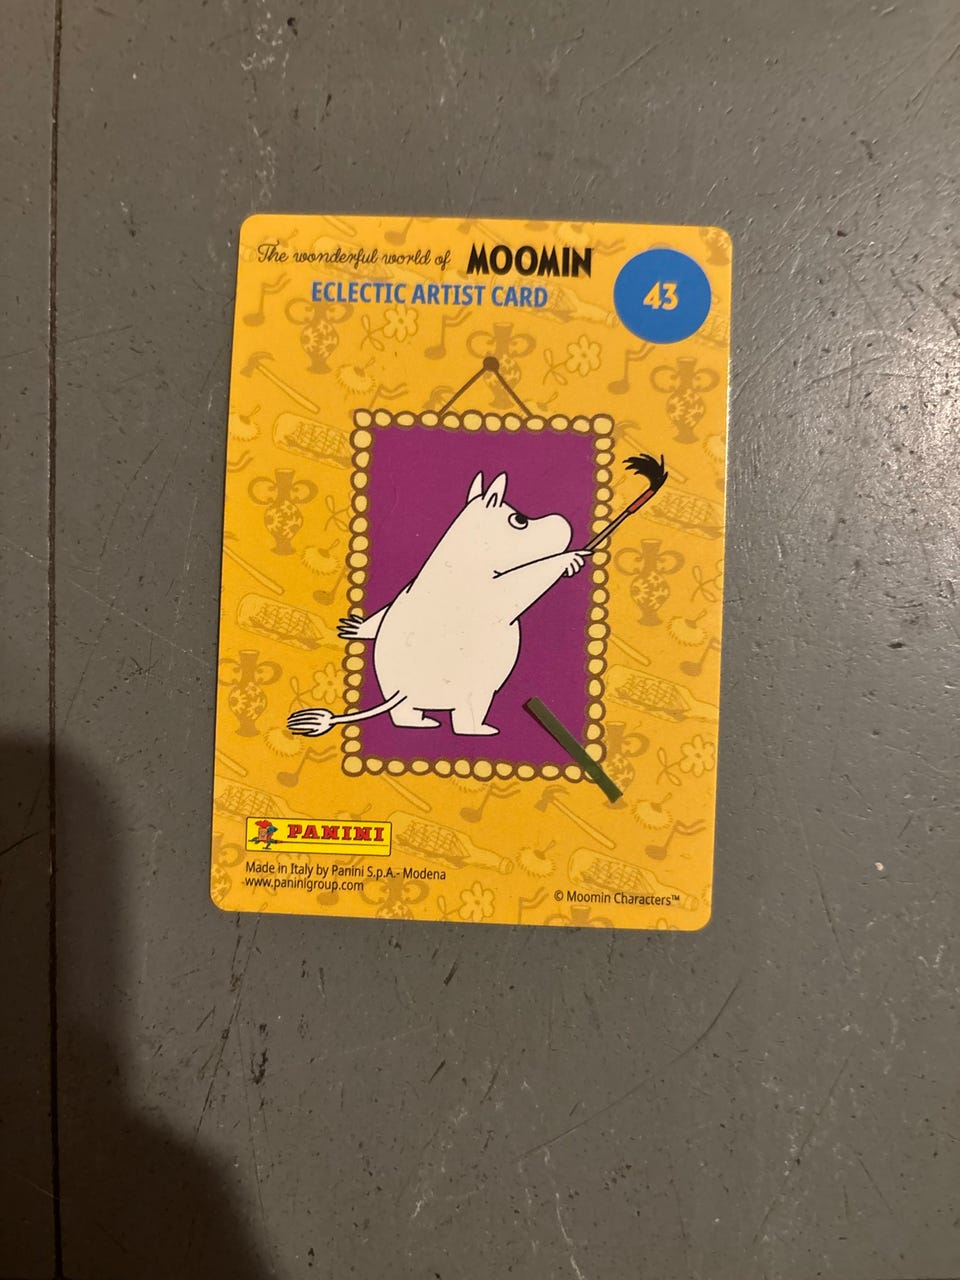 The wonderful world of MOOMIN
ECLECTIC ARTIST CARD
43
PANINI
Made in Italy by Panini S.p.A.- Modena
www.paninigroup.com
© Moomin Characters™